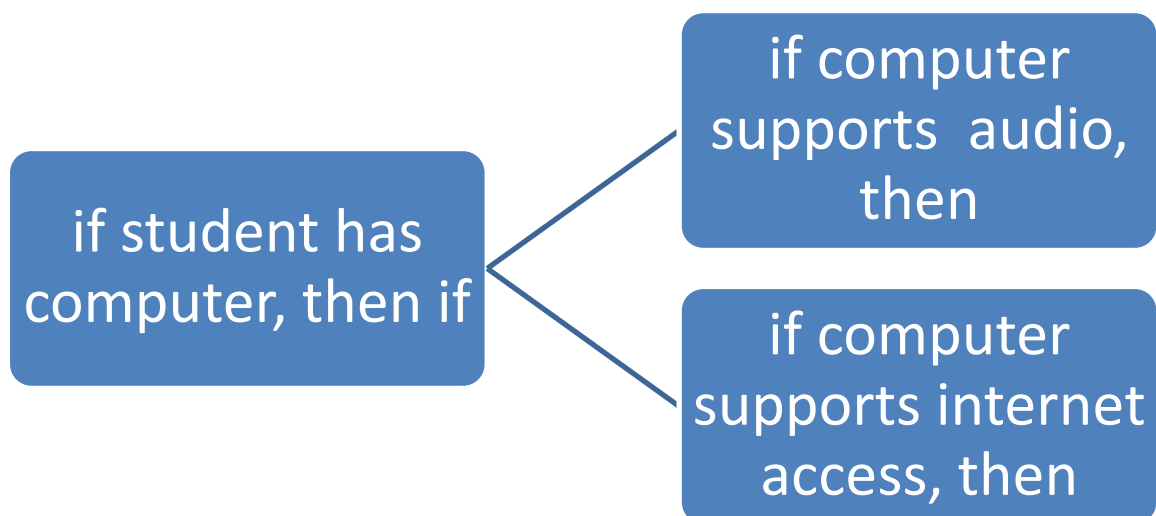 if student has
computer, then if
if computer
supports  audio,
then
if computer
supports internet
access, then